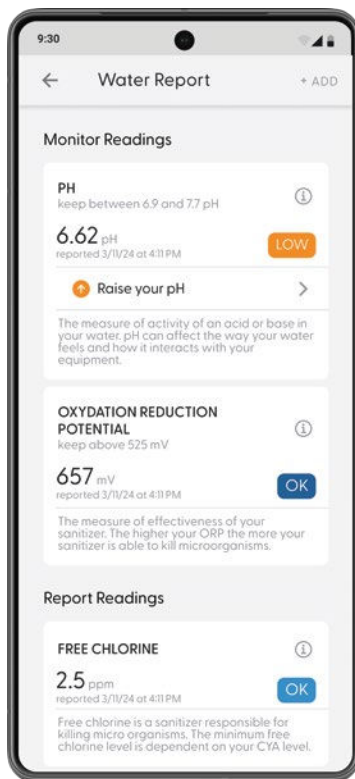 9:30
Water Report
+ ADD
Monitor Readings
PH
keep between 6.9 and 7.7 pH
6.62 pH
LOW
reported 3/11/24 at 4:11 PM
Raise your pH
The measure of activity of an acid or base in
your water. pH can affect the way your water
feels and how it interacts with your
equipment.
OXYDATION REDUCTION
POTENTIAL
keep above 525 mV
657 mV
OK
reported 3/11/24 at 4:11 PM
The measure of effectiveness of your
sanitizer. The higher your ORP the more your
sanitizer is able to kill microorganisms.
Report Readings
FREE CHLORINE
2.5 ppm
OK
reported 3/11/24 at 4:11 PM
Free chlorine is a sanitizer responsible for
killing micro organisms. The minimum free
chlorine level is dependent on your CYA level.